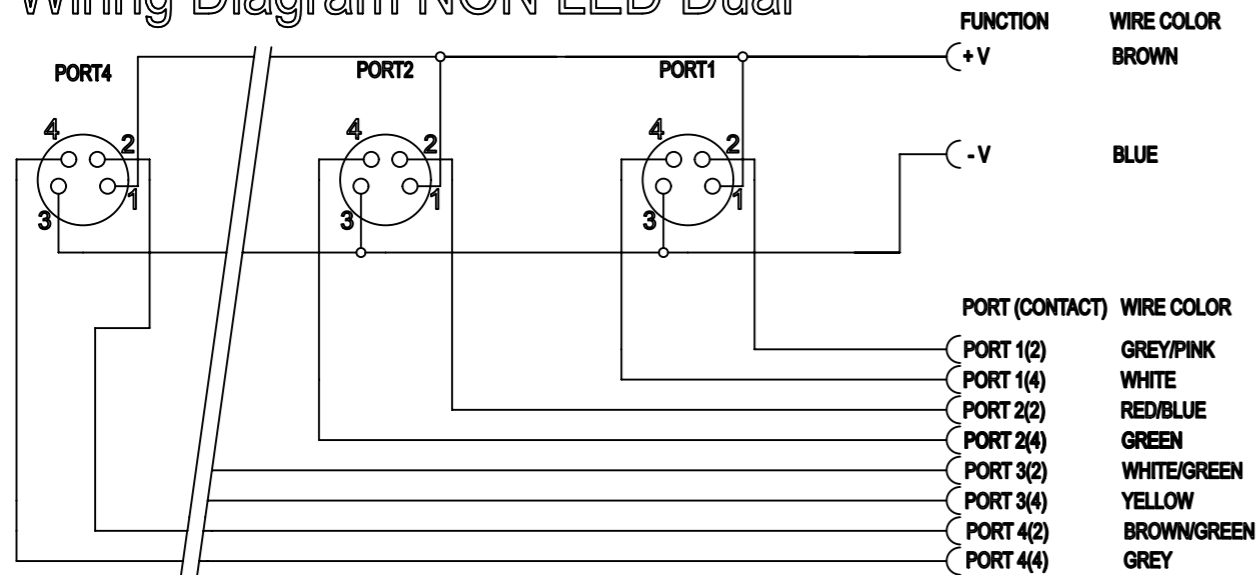 Wiring Diagram NON LED Dual
FUNCTION WIRE COLOR
+ V BROWN
PORT4 PORT2 PORT1
4 2 4 2 4 2
- V BLUE
3 1 3 1 3 1
PORT (CONTACT) WIRE COLOR
PORT 1(2) GREY/PINK
PORT 1(4) WHITE
PORT 2(2) RED/BLUE
PORT 2(4) GREEN
PORT 3(2) WHITE/GREEN
PORT 3(4) YELLOW
PORT 4(2) BROWN/GREEN
PORT 4(4) GREY